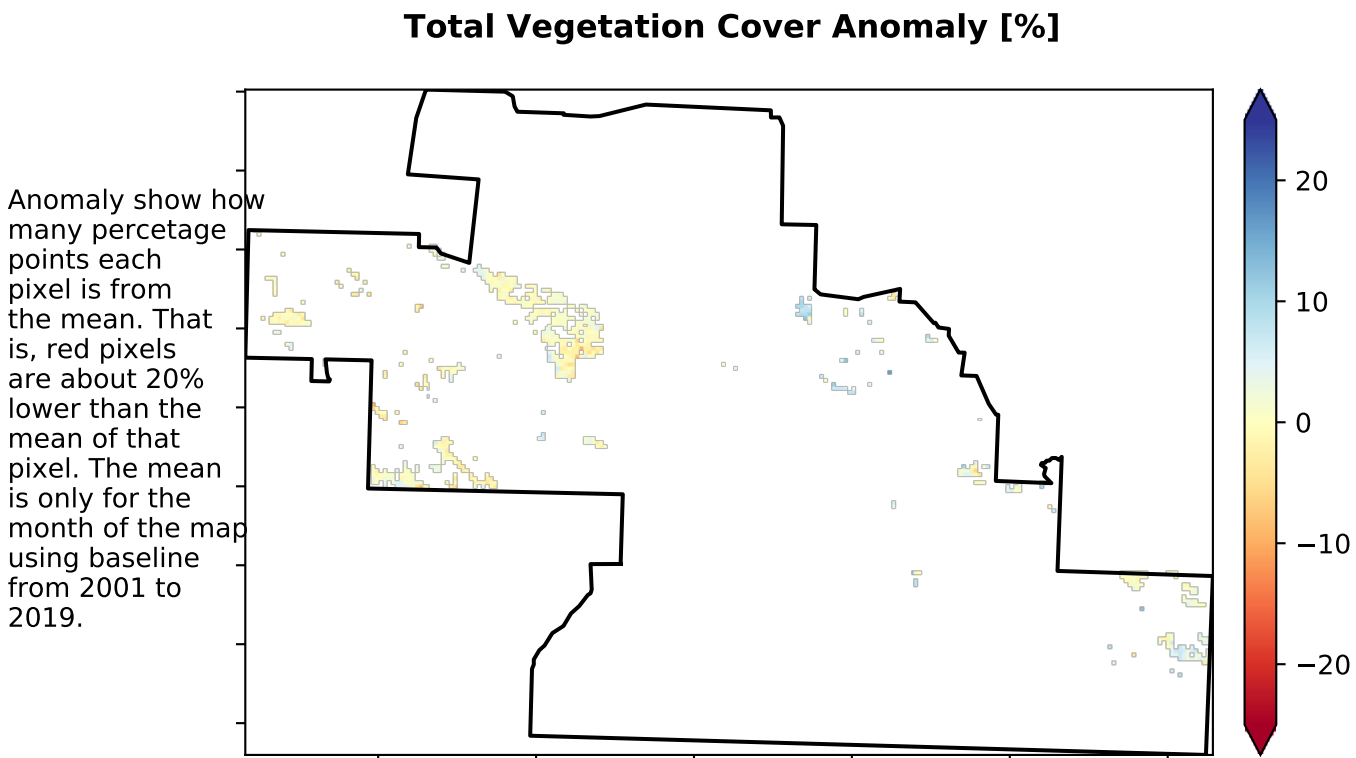 Total Vegetation Cover Anomaly [%]
Anomaly show how
many percetage
points each
pixel is from
the mean. That
is, red pixels
are about 20%
lower than the
mean of that
pixel. The mean
is only for the
month of the map
using baseline
from 2001 to
2019.
20
10
0
−10
−20